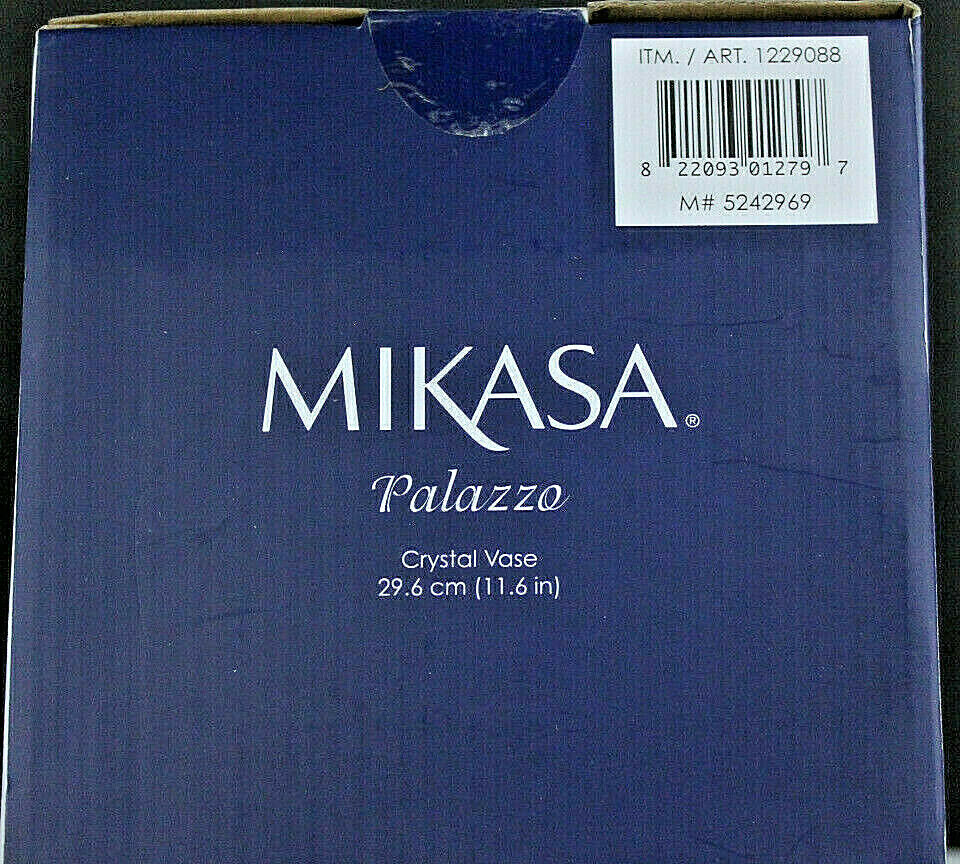 ITM. / ART. 1229088
8 22093 01279 7
M# 5242969
MIKASA®
Palazzo
Crystal Vase
29.6 cm (11.6 in)